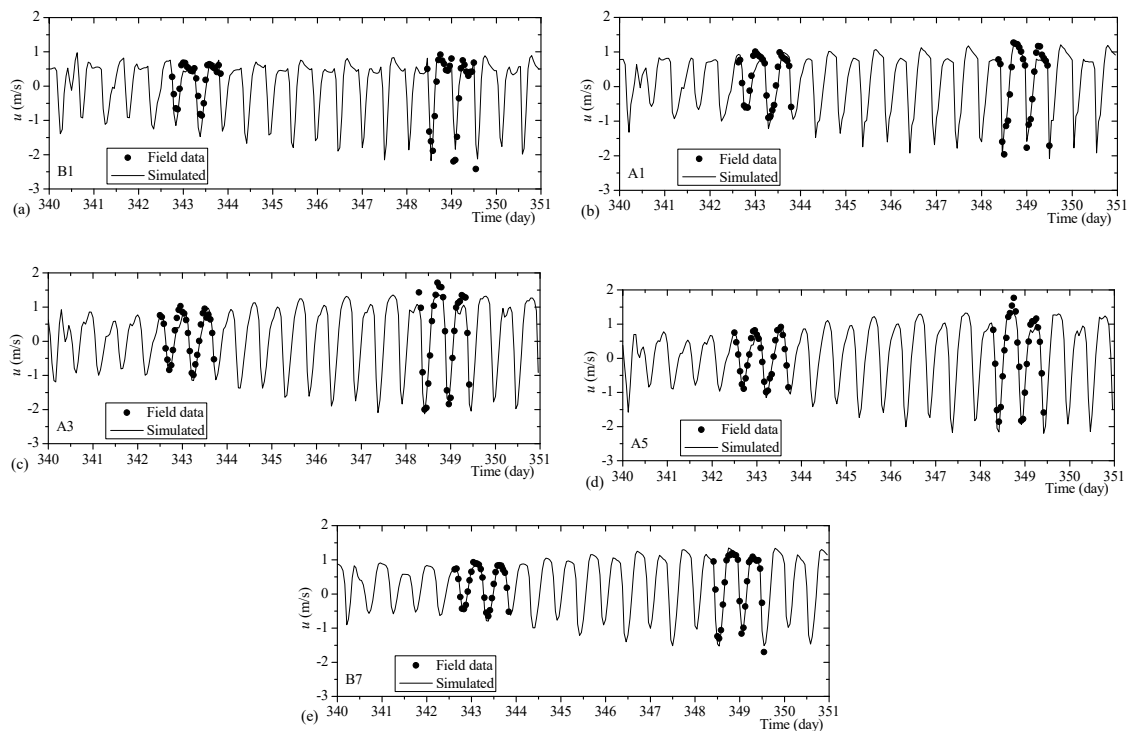 2
1
0
-1
-2
-3
u (m/s)
B1
Field data
Simulated
340 341 342 343 344 345 346 347 348 349 350 351
(a)
Time (day)
2
1
0
-1
-2
-3
u (m/s)
A1
Field data
Simulated
340 341 342 343 344 345 346 347 348 349 350 351
(b)
Time (day)
2
1
0
-1
-2
-3
u (m/s)
A3
Field data
Simulated
340 341 342 343 344 345 346 347 348 349 350 351
(c)
Time (day)
2
1
0
-1
-2
-3
u (m/s)
A5
Field data
Simulated
340 341 342 343 344 345 346 347 348 349 350 351
(d)
Time (day)
2
1
0
-1
-2
-3
u (m/s)
B7
Field data
Simulated
340 341 342 343 344 345 346 347 348 349 350 351
(e)
Time (day)